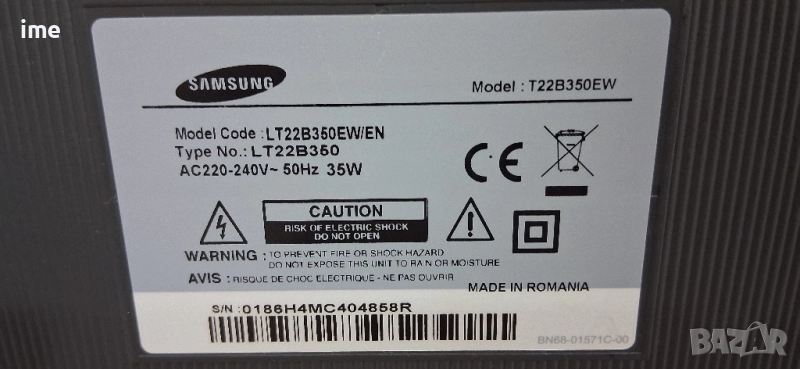 ime
SAMSUNG
Model : T22B350EW
Model Code : LT22B350EW/EN
Type No.: LT22B350
AC220-240V~ 50Hz 35W
CE
CAUTION
RISK OF ELECTRIC SHOCK
DO NOT OPEN
WARNING : TO PREVENT FIRE OR SHOCK HAZARD
DO NOT EXPOSE THIS UNIT TO RAIN OR MOISTURE
AVIS : RISQUE DE CHOC ELECTRIQUE - NE PAS OUVRIR
MADE IN ROMANIA
S/N : 0186H4MC404858R
BN68-01571C-00
BAZAR